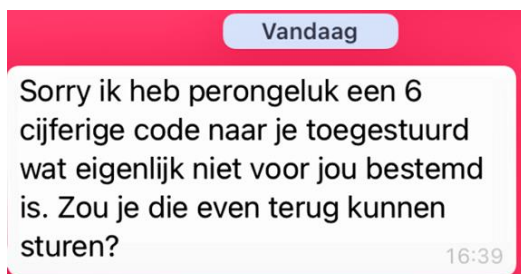 Vandaag
Sorry ik heb perongeluk een 6
cijferige code naar je toegestuurd
wat eigenlijk niet voor jou bestemd
is. Zou je die even terug kunnen
sturen?
16:39